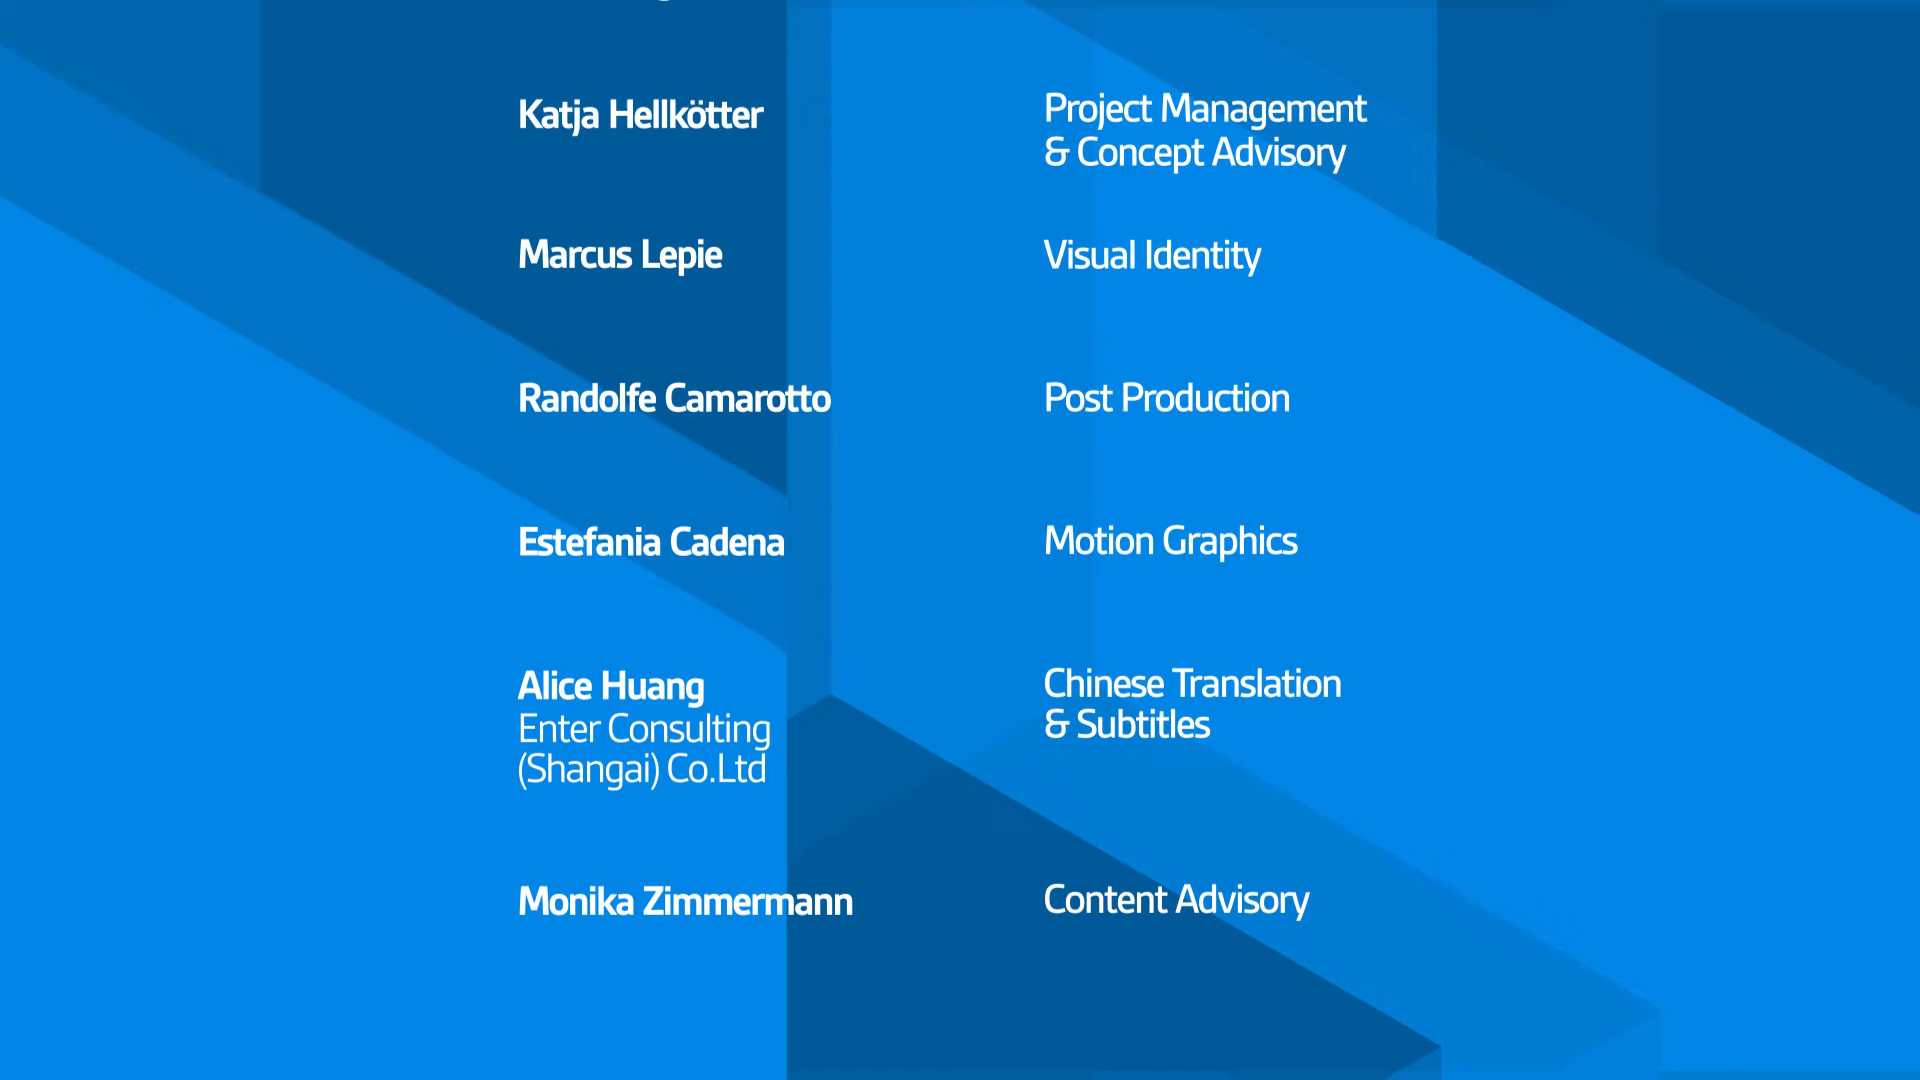 Katja Hellkötter
Project Management
& Concept Advisory
Marcus Lepie
Visual Identity
Randolfe Camarotto
Post Production
Estefania Cadena
Motion Graphics
Alice Huang
Enter Consulting
(Shangai) Co.Ltd
Chinese Translation
& Subtitles
Monika Zimmermann
Content Advisory